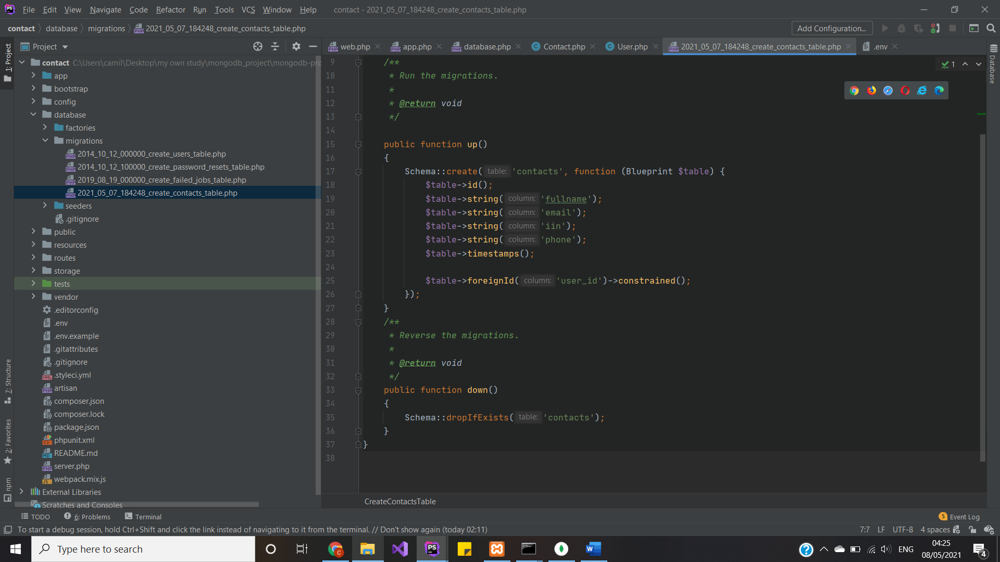 File Edit View Navigate Code Refactor Run Tools VCS Window Help contact - 2021_05_07_184248_create_contacts_table.php
contact database migrations 2021_05_07_184248_create_contacts_table.php Add Configuration...
Project
web.php app.php database.php Contact.php User.php 2021_05_07_184248_create_contacts_table.php .env
1: Project
7: Structure
2: Favorites
npm
contact C:\Users\camil\Desktop\my own study\mongodb_project\mongodb-pro
app
bootstrap
config
database
factories
migrations
2014_10_12_000000_create_users_table.php
2014_10_12_100000_create_password_resets_table.php
2019_08_19_000000_create_failed_jobs_table.php
2021_05_07_184248_create_contacts_table.php
seeders
.gitignore
public
resources
routes
storage
tests
vendor
.editorconfig
.env
.env.example
.gitattributes
.gitignore
.styleci.yml
artisan
composer.json
composer.lock
package.json
phpunit.xml
README.md
server.php
webpack.mix.js
External Libraries
Scratches and Consoles
9 /**
10 * Run the migrations.
11 *
12 * @return void
13 */
14
15 public function up()
16 {
17 Schema::create( table: 'contacts', function (Blueprint $table) {
18 $table->id();
19 $table->string( column: 'fullname');
20 $table->string( column: 'email');
21 $table->string( column: 'iin');
22 $table->string( column: 'phone');
23 $table->timestamps();
24
25 $table->foreignId( column: 'user_id')->constrained();
26 });
27 }
28 /**
29 * Reverse the migrations.
30 *
31 * @return void
32 */
33 public function down()
34 {
35 Schema::dropIfExists( table: 'contacts');
36 }
37 }
38
1
Database
CreateContactsTable
TODO 6: Problems Terminal 5 Event Log
To start a debug session, hold Ctrl+Shift and click the link instead of navigating to it from the terminal. // Don't show again (today 02:11) 7:7 LF UTF-8 4 spaces
Type here to search
ENG
04:25
08/05/2021
4